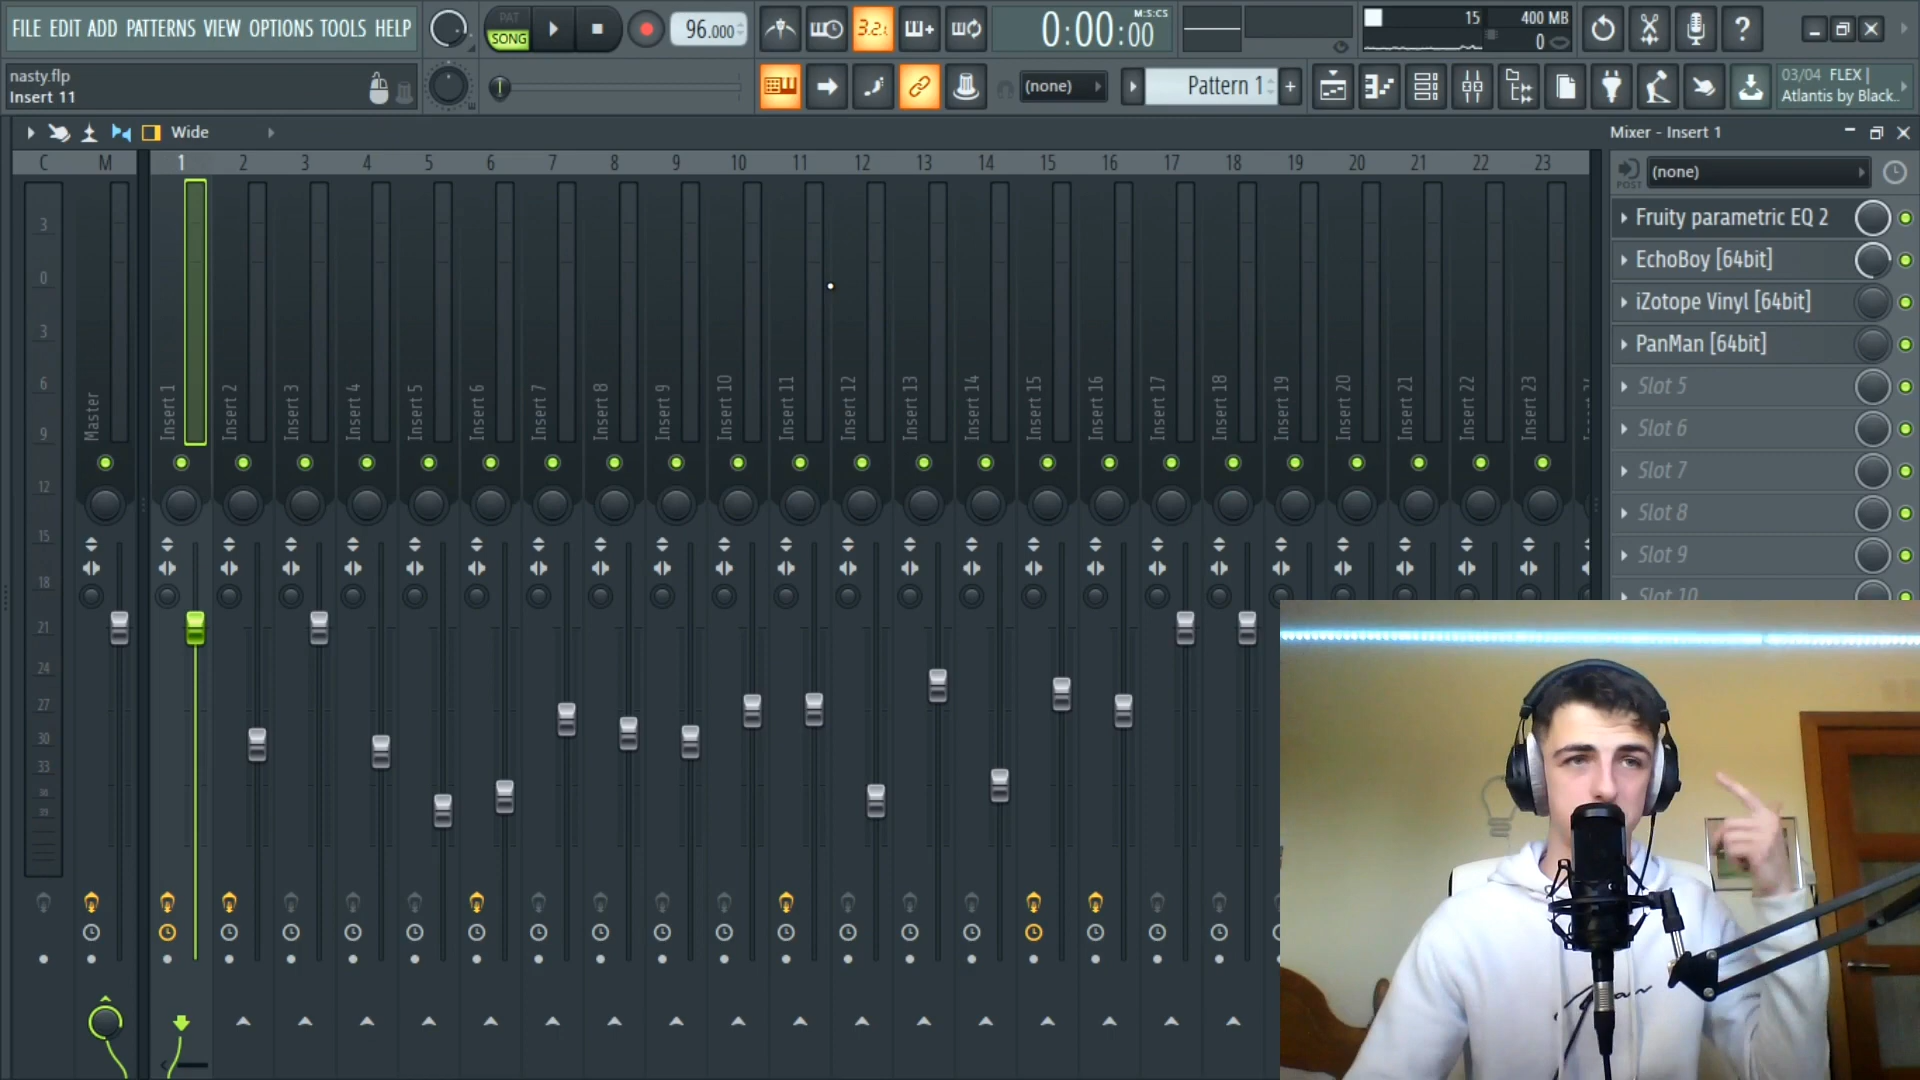 FILE EDIT ADD PATTERNS VIEW OPTIONS TOOLS HELP
PAT
SONG
96.000
3.2.
0:00:00
M:S:CS
15
400 MB
0
?
nasty.flp
Insert 11
(none)
Pattern 1
+
03/04 FLEX |
Atlantis by Black..
Wide
Mixer - Insert 1
C M 1 2 3 4 5 6 7 8 9 10 11 12 13 14 15 16 17 18 19 20 21 22 23
POST
(none)
Fruity parametric EQ 2
EchoBoy [64bit]
iZotope Vinyl [64bit]
PanMan [64bit]
Slot 5
Slot 6
Slot 7
Slot 8
Slot 9
Slot 10
3
0
3
6
9
12
15
18
21
24
27
30
33
Master
Insert 1
Insert 2
Insert 3
Insert 4
Insert 5
Insert 6
Insert 7
Insert 8
Insert 9
Insert 10
Insert 11
Insert 12
Insert 13
Insert 14
Insert 15
Insert 16
Insert 17
Insert 18
Insert 19
Insert 20
Insert 21
Insert 22
Insert 23